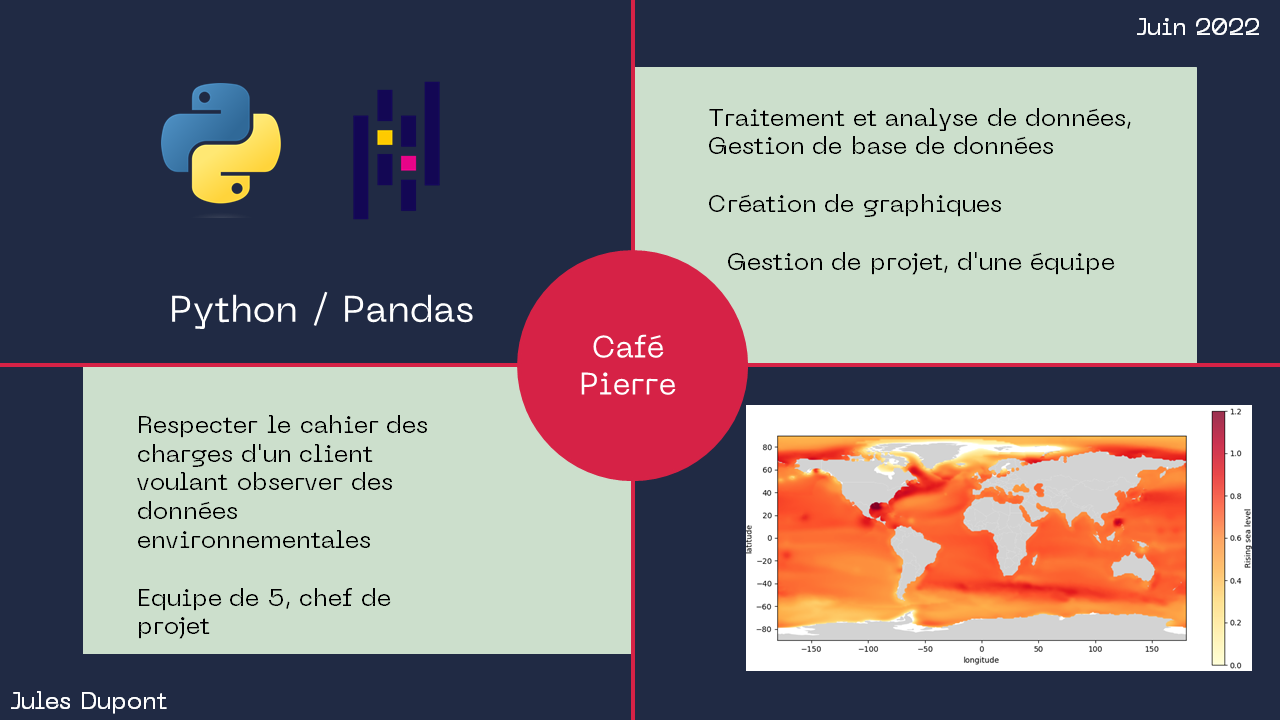 Juin 2022
Python / Pandas
Traitement et analyse de données,
Gestion de base de données
Création de graphiques
Gestion de projet, d'une équipe
Café
Pierre
Respecter le cahier des
charges d'un client
voulant observer des
données
environnementales
Equipe de 5, chef de
projet
80
60
40
20
0
−20
−40
−60
−80
latitude
−150
−100
−50
0
50
100
150
longitude
1.2
1.0
0.8
0.6
0.4
0.2
0.0
Rising sea level
Jules Dupont